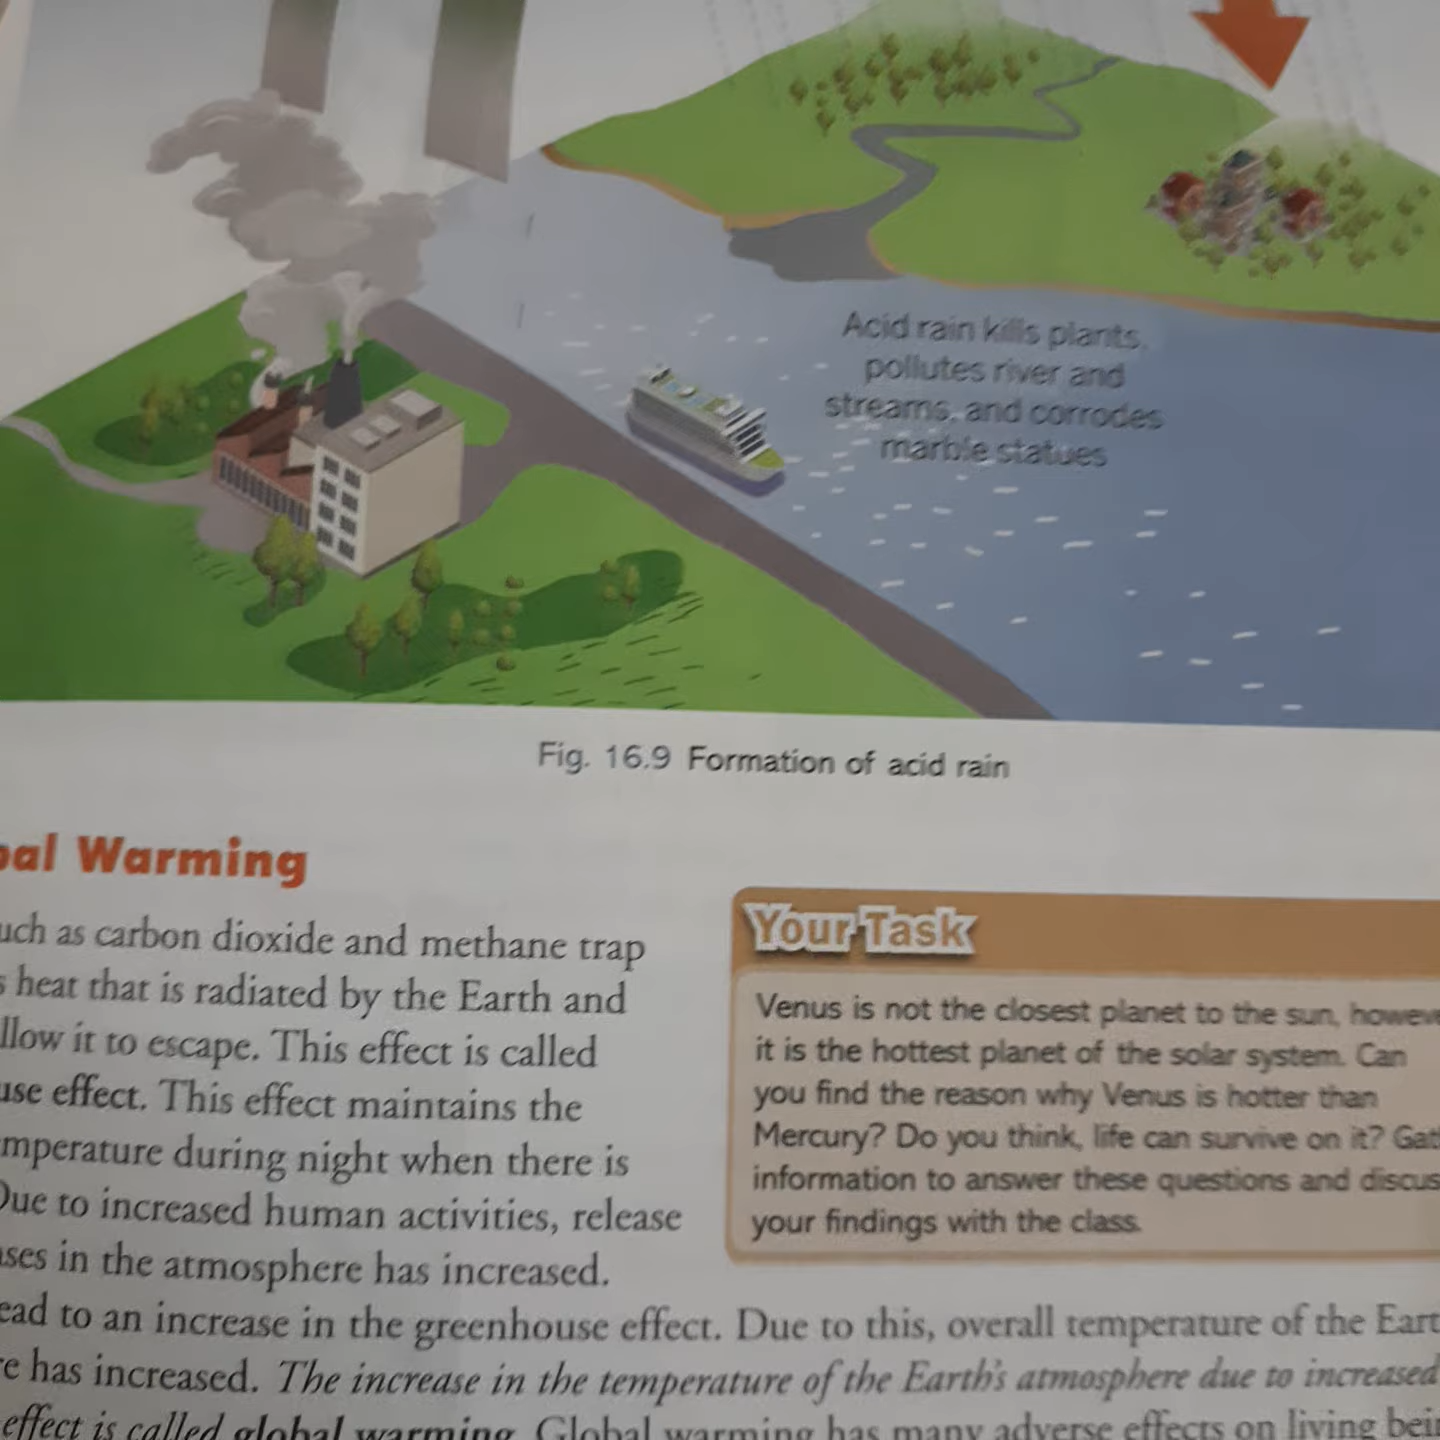 Acid rain kills plants,
pollutes river and
streams, and corrodes
marble statues
Fig. 16.9 Formation of acid rain
bal Warming
uch as carbon dioxide and methane trap
s heat that is radiated by the Earth and
llow it to escape. This effect is called
use effect. This effect maintains the
mperature during night when there is
Due to increased human activities, release
ases in the atmosphere has increased.
ead to an increase in the greenhouse effect. Due to this, overall temperature of the Eart
re has increased. The increase in the temperature of the Earth's atmosphere due to increased
effect is called global warming. Global warming has many adverse effects on living bei
Your Task
Venus is not the closest planet to the sun, howev
it is the hottest planet of the solar system. Can
you find the reason why Venus is hotter than
Mercury? Do you think, life can survive on it? Gat
information to answer these questions and discus
your findings with the class.